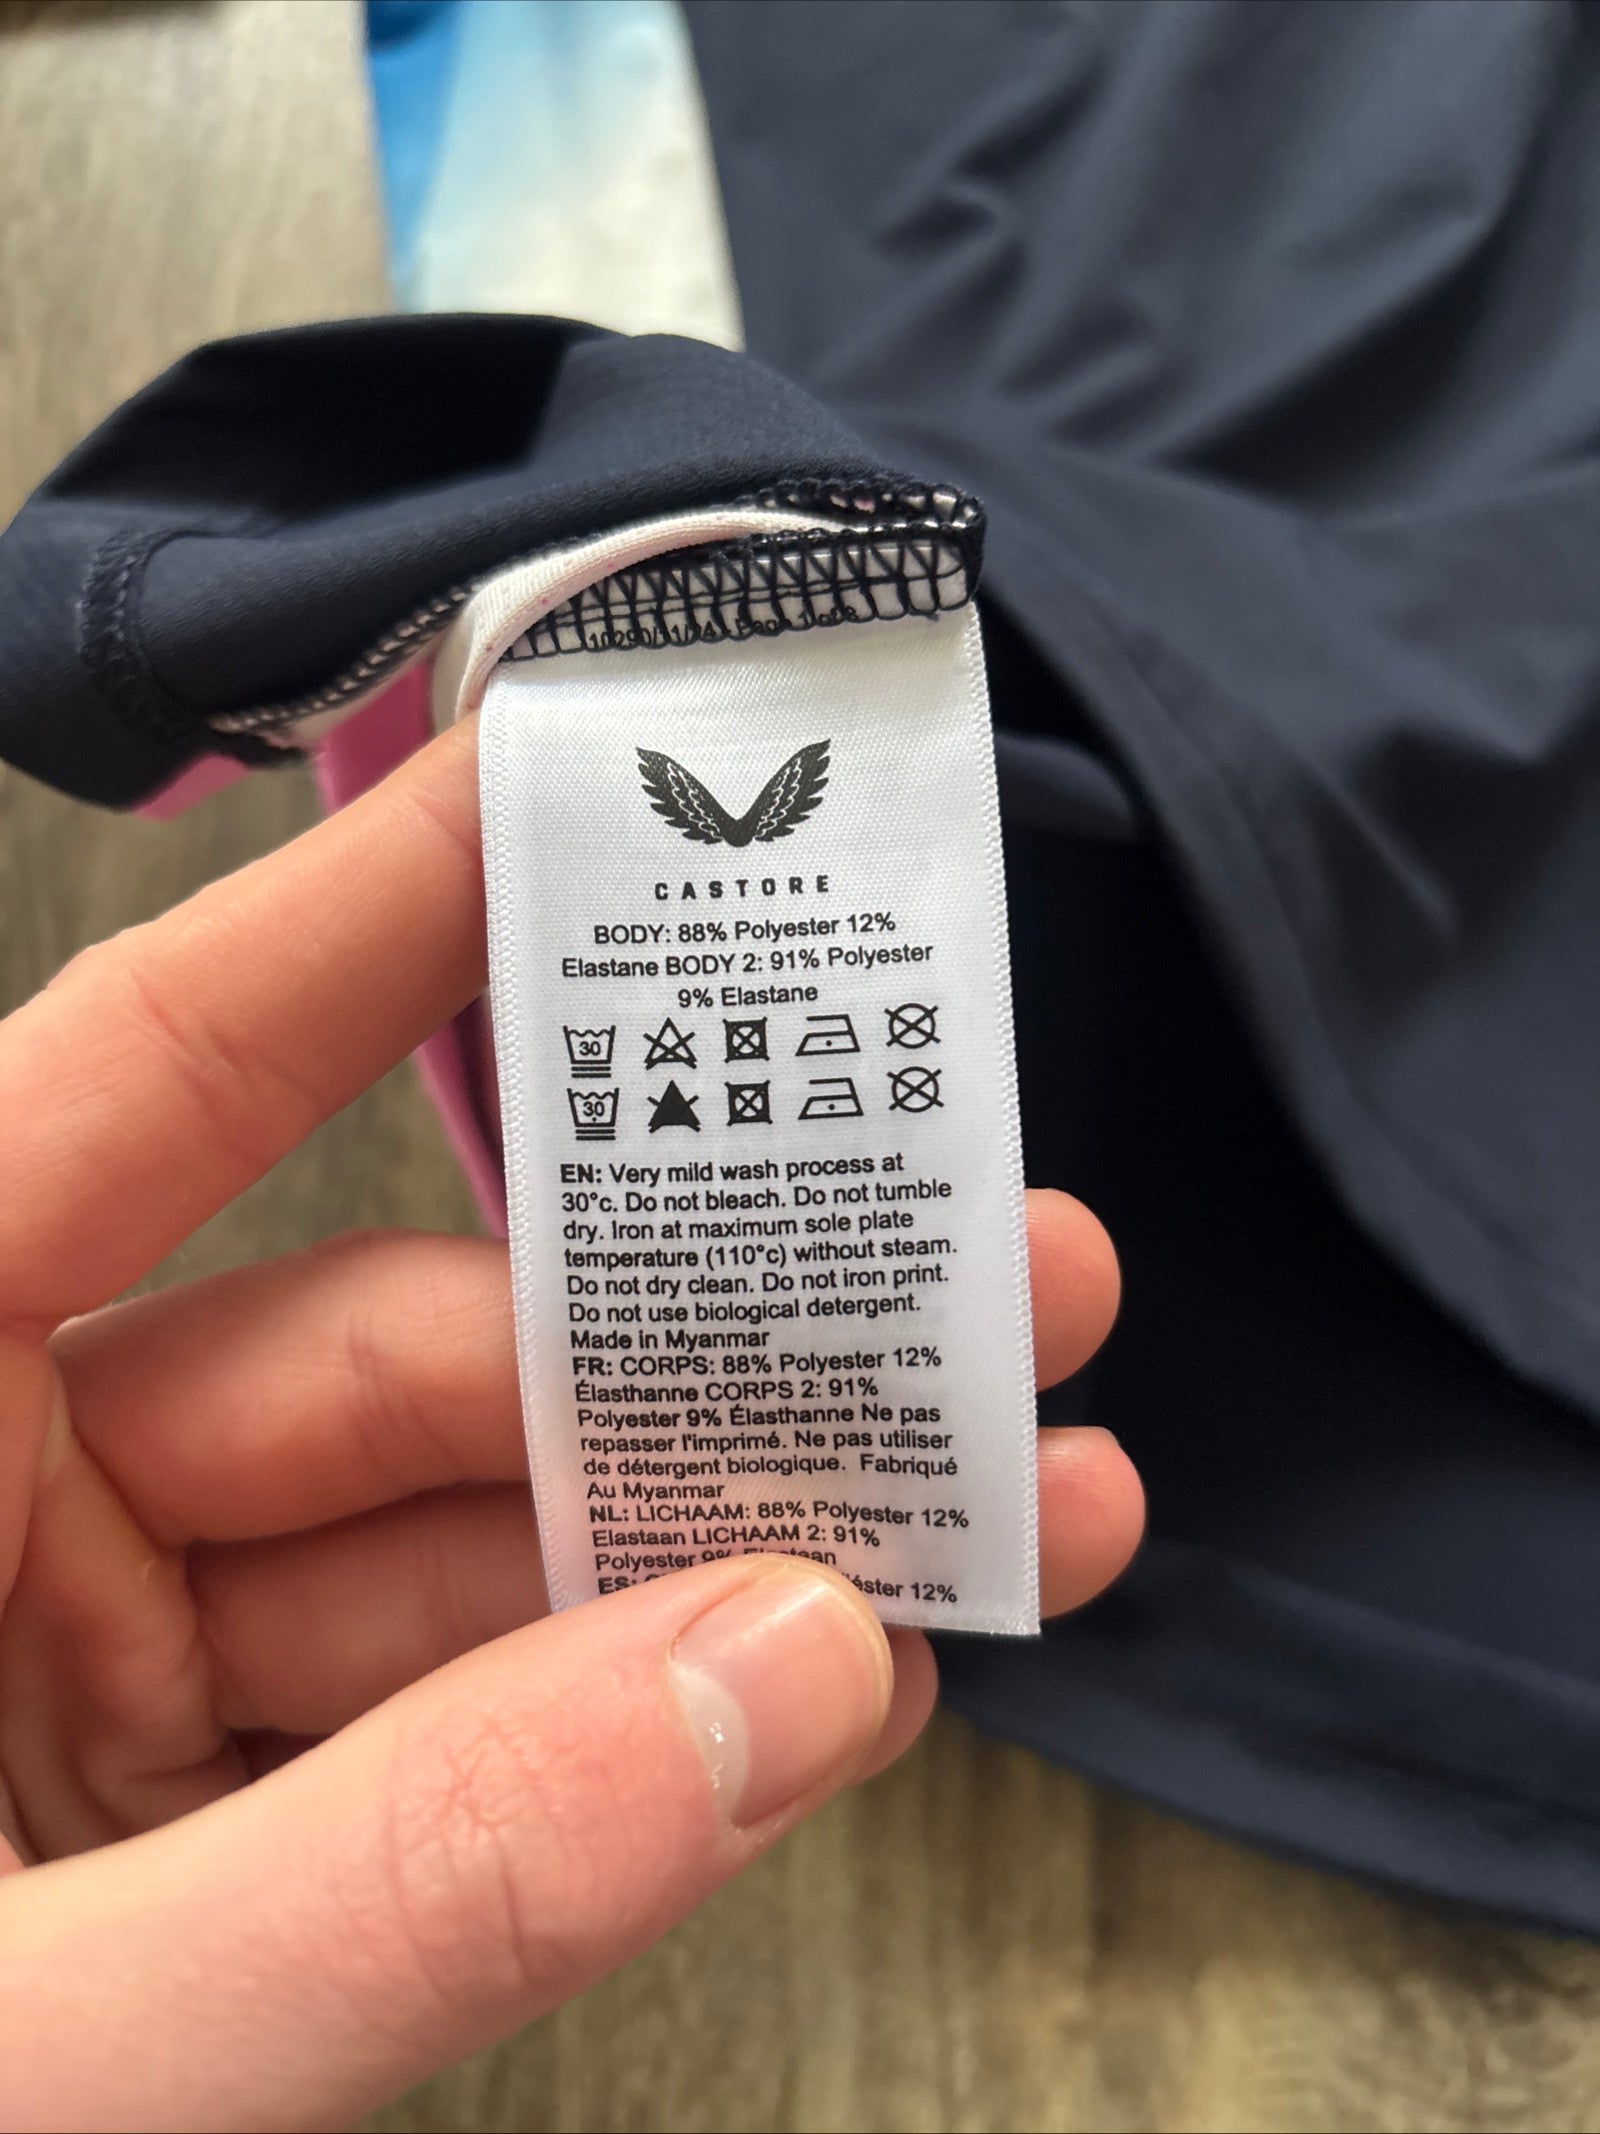 CASTORE
BODY: 88% Polyester 12%
Elastane BODY 2: 91% Polyester
9% Elastane
30
30
EN: Very mild wash process at
30°c. Do not bleach. Do not tumble
dry. Iron at maximum sole plate
temperature (110°c) without steam.
Do not dry clean. Do not iron print.
Do not use biological detergent.
Made in Myanmar
FR: CORPS: 88% Polyester 12%
Élasthanne CORPS 2: 91%
Polyester 9% Élasthanne Ne pas
repasser l'imprimé. Ne pas utiliser
de détergent biologique. Fabriqué
Au Myanmar
NL: LICHAAM: 88% Polyester 12%
Elastaan LICHAAM 2: 91%
Polyester 9%
ES: 12%